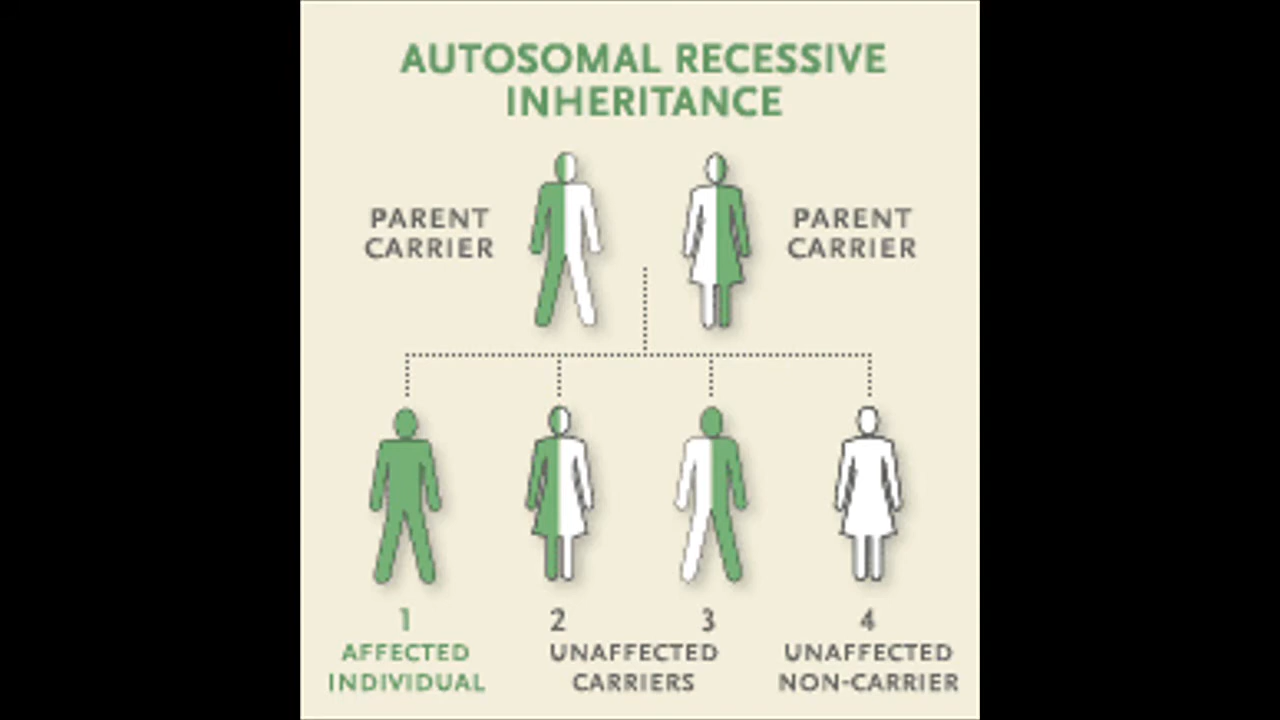 AUTOSOMAL RECESSIVE
INHERITANCE
PARENT
CARRIER
PARENT
CARRIER
1
AFFECTED
INDIVIDUAL
2 3
UNAFFECTED
CARRIERS
4
UNAFFECTED
NON-CARRIER